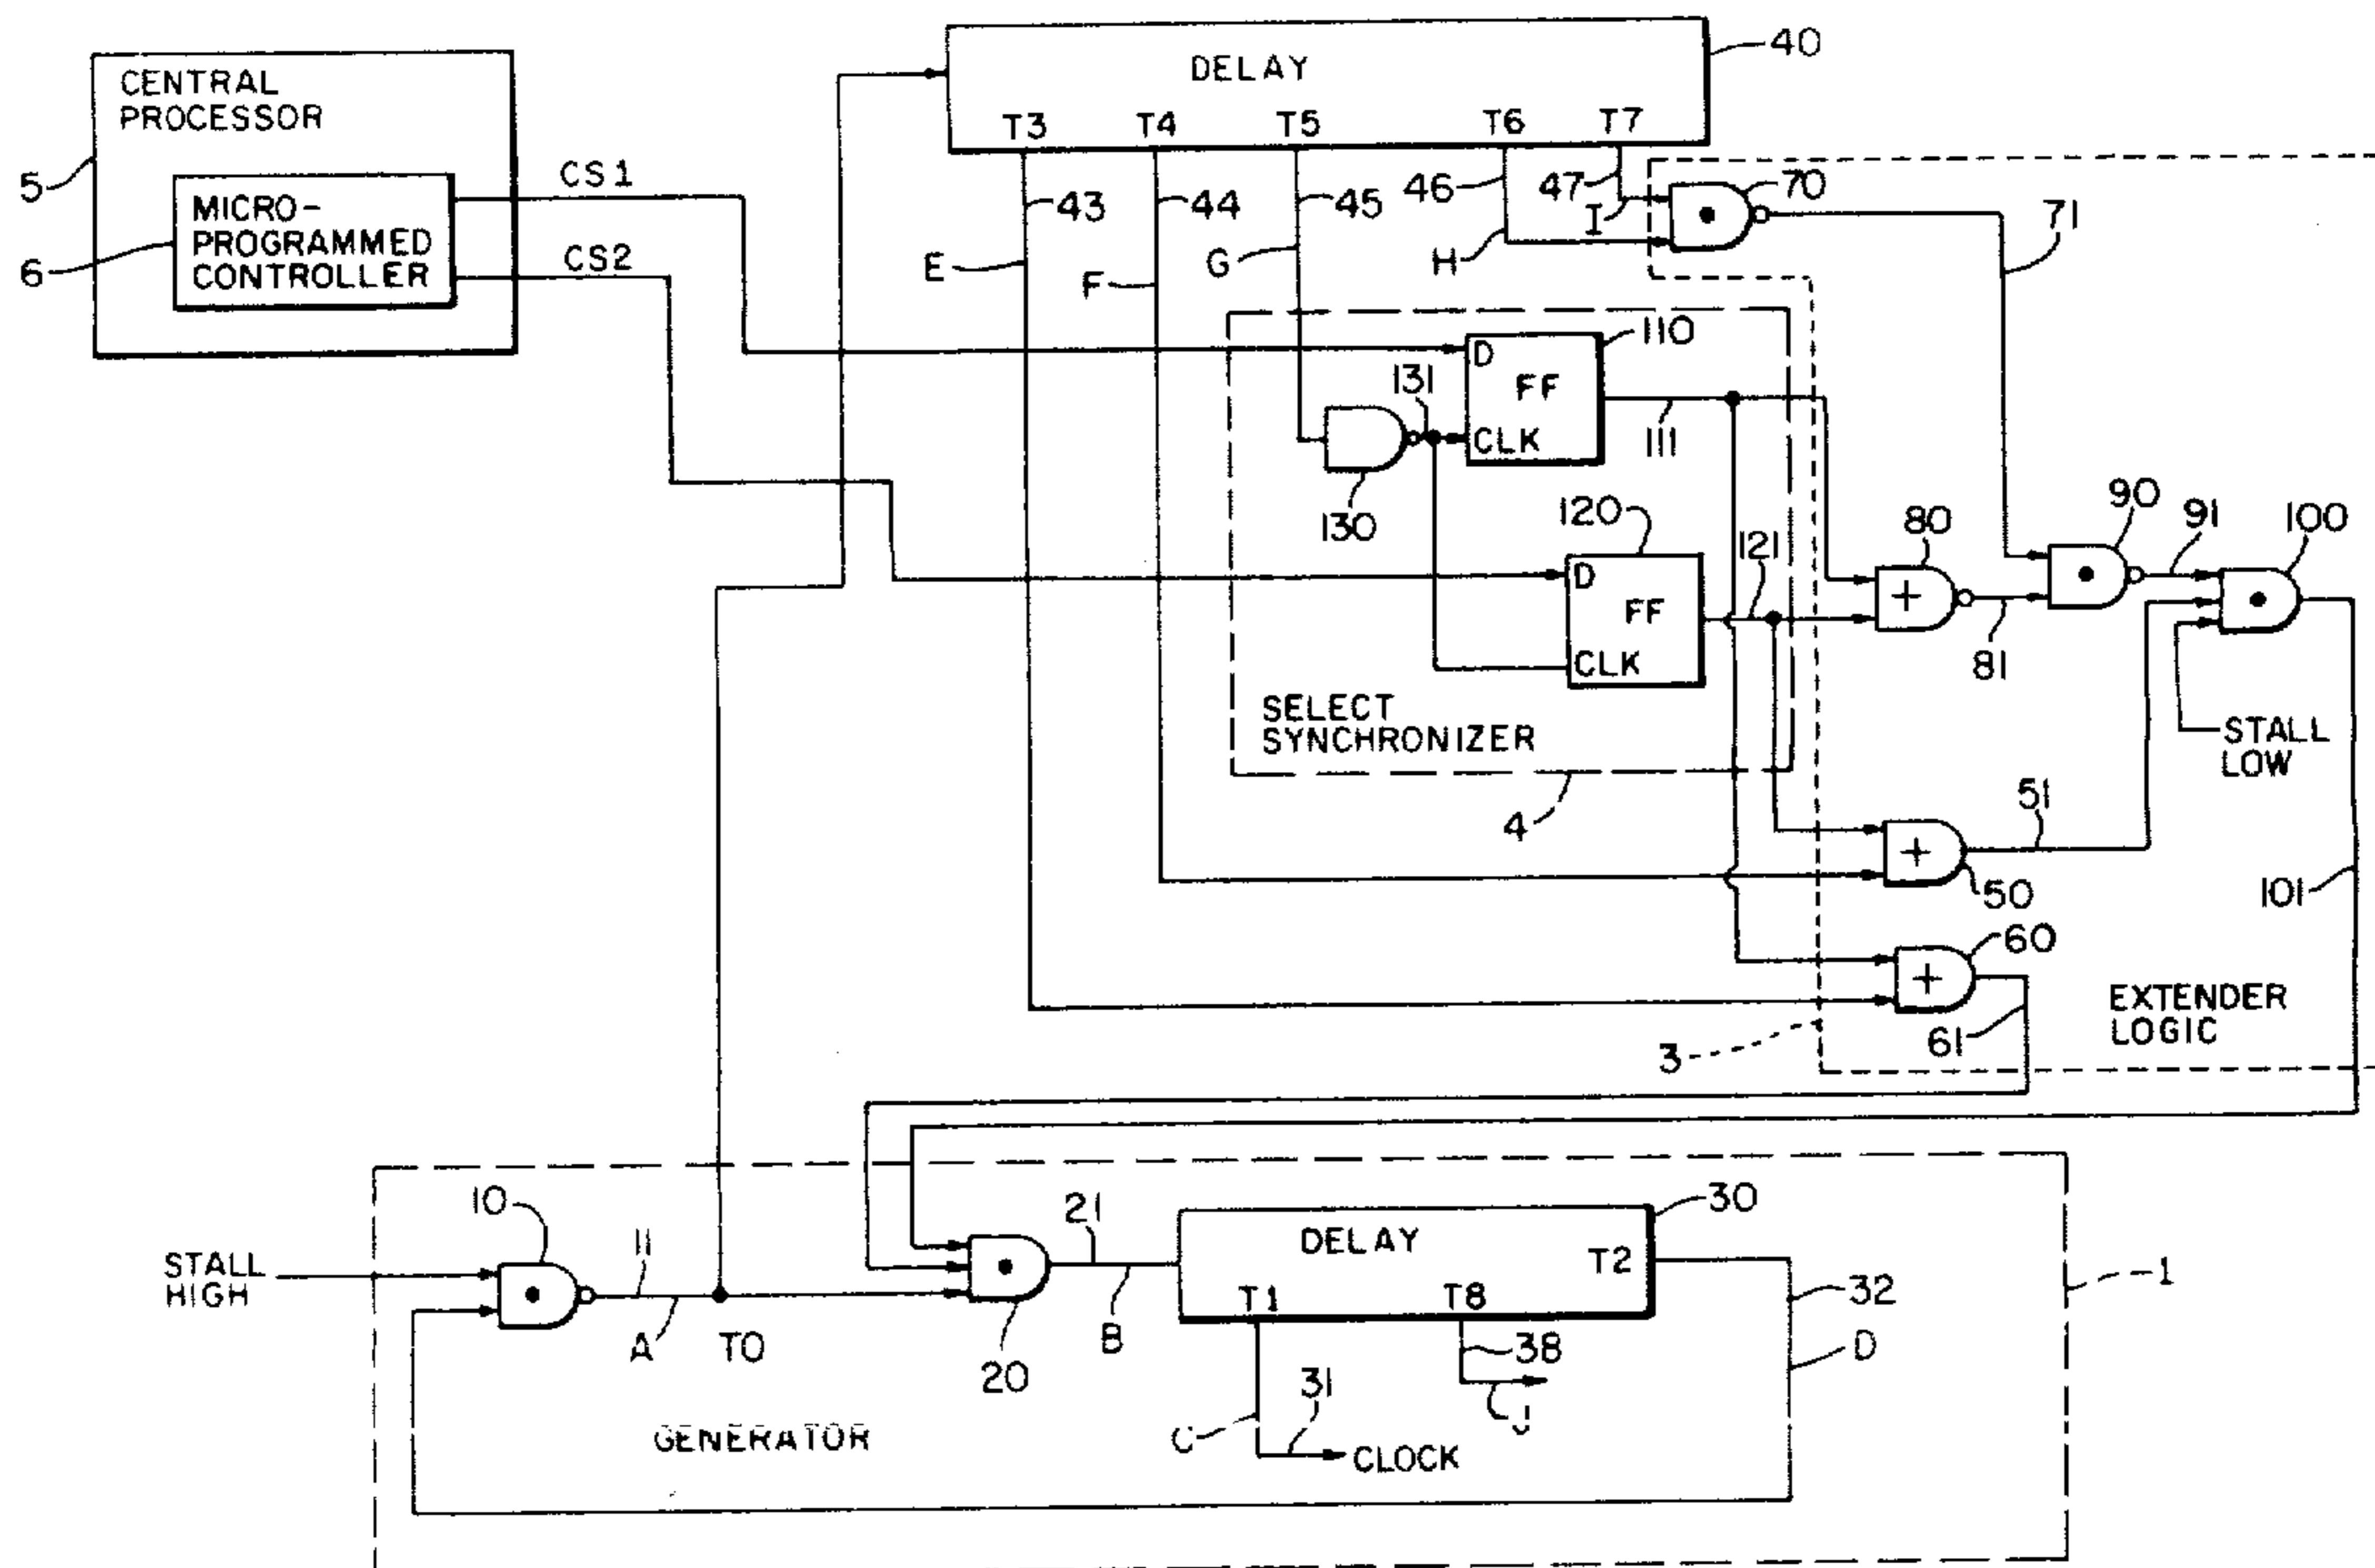 CENTRAL
PROCESSOR
5
MICRO-
PROGRAMMED
CONTROLLER
6
CS1
CS2
DELAY
40
T3
T4
T5
T6
T7
43
44
45
46
47
E
F
G
H
I
70
71
110
D
FF
CLK
131
111
130
120
D
FF
CLK
121
80
81
90
91
100
SELECT
SYNCHRONIZER
4
STALL
LOW
51
50
101
60
61
3
EXTENDER
LOGIC
10
STALL
HIGH
11
A
TO
20
21
B
DELAY
30
T1
T8
T2
32
D
38
J
31
C
CLOCK
GENERATOR
1